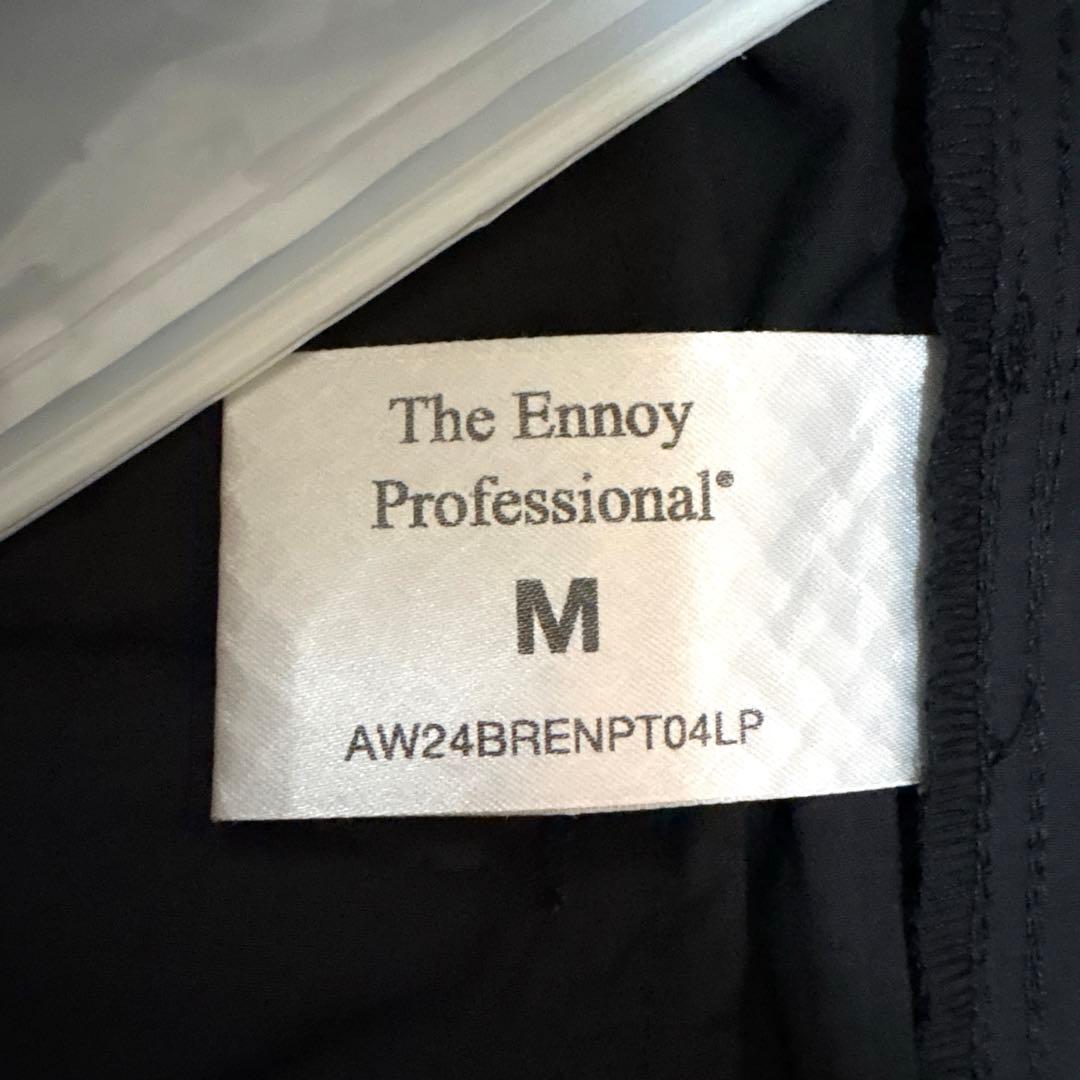 The Ennoy
Professional®
M
AW24BRENPT04LP